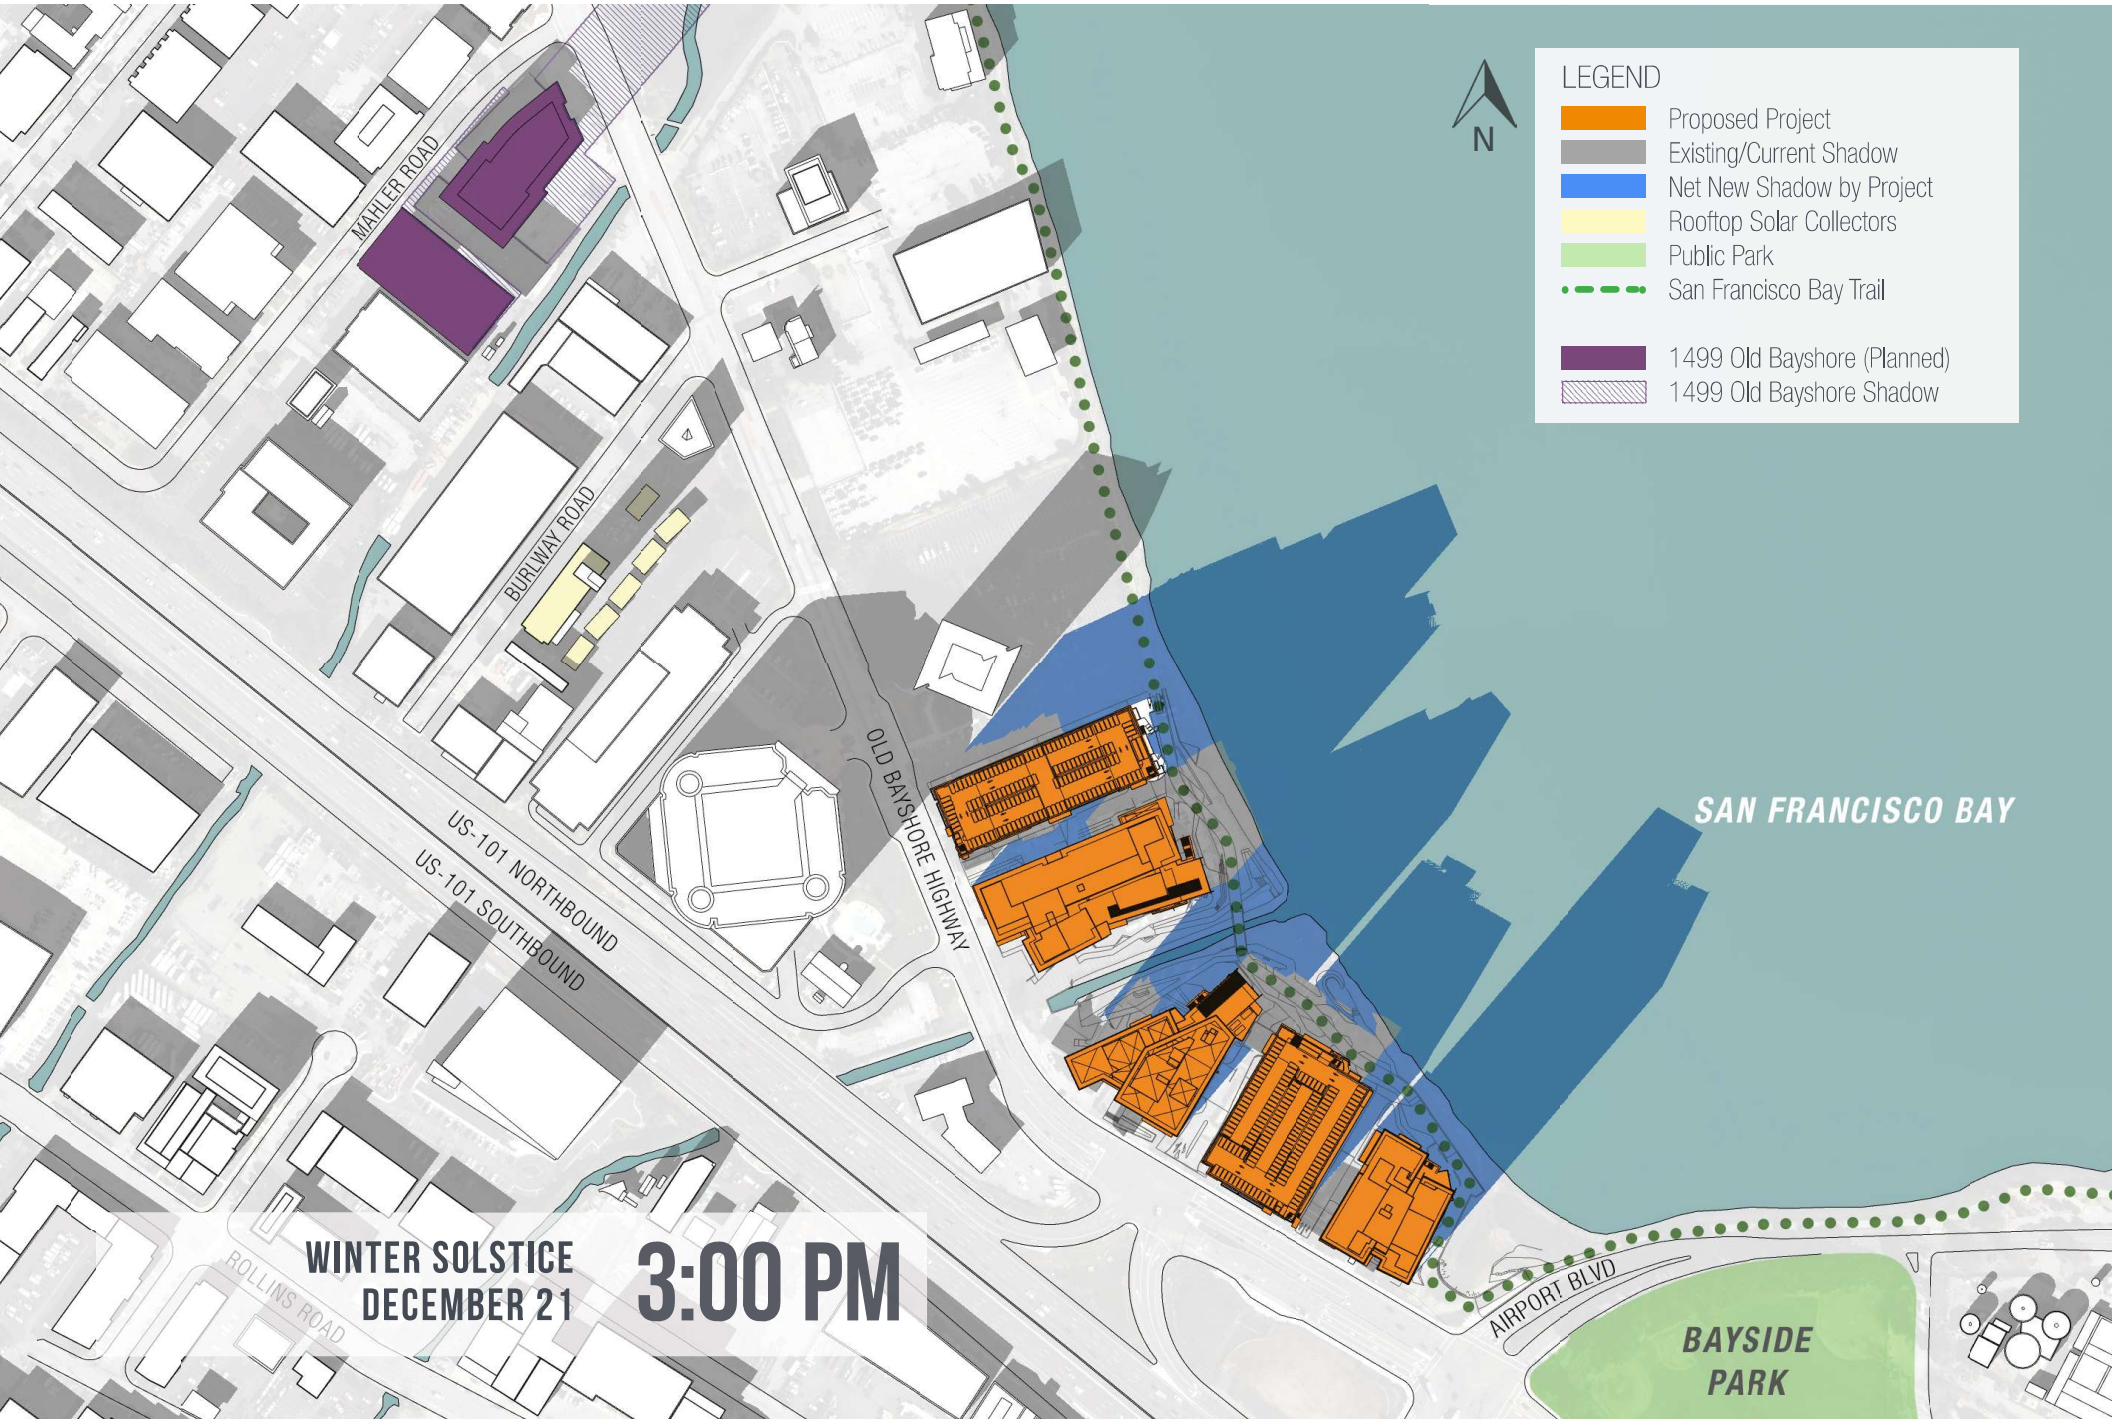 LEGEND
Proposed Project
Existing/Current Shadow
Net New Shadow by Project
Rooftop Solar Collectors
Public Park
San Francisco Bay Trail
1499 Old Bayshore (Planned)
1499 Old Bayshore Shadow
N
MAHLER ROAD
BURLWAY ROAD
OLD BAYSHORE HIGHWAY
US-101 NORTHBOUND
US-101 SOUTHBOUND
SAN FRANCISCO BAY
ROLLINS ROAD
AIRPORT BLVD
BAYSIDE
PARK
WINTER SOLSTICE
DECEMBER 21
3:00 PM